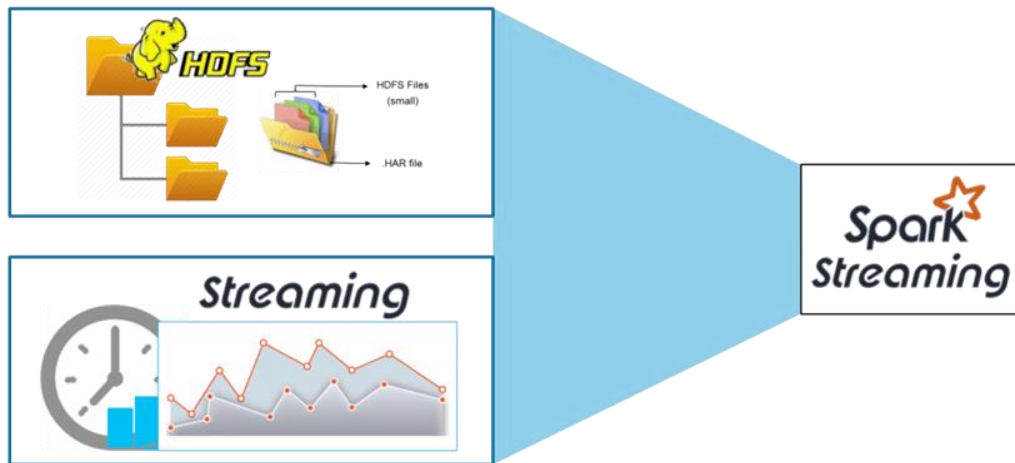 HDFS
HDFS Files
(small)
.HAR file
Streaming
Spark
Streaming